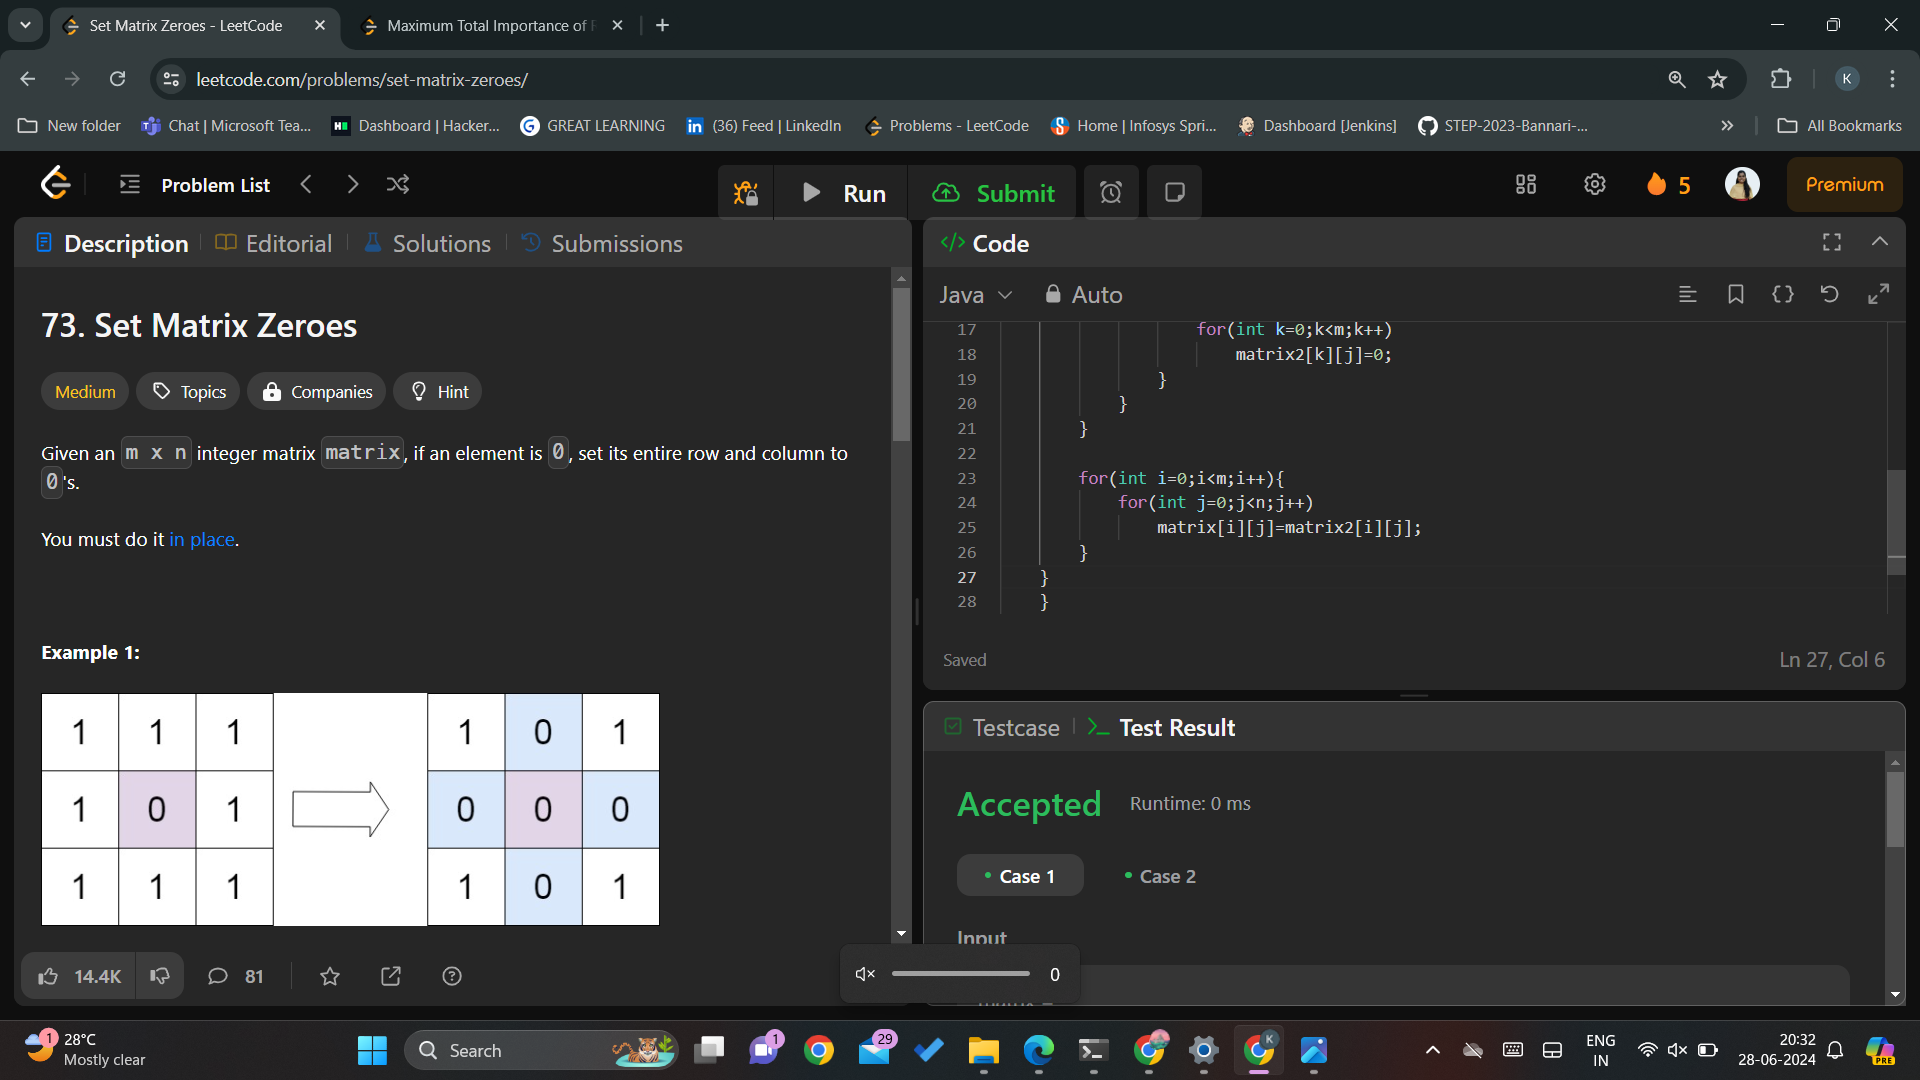 Set Matrix Zeroes - LeetCode
Maximum Total Importance of
leetcode.com/problems/set-matrix-zeroes/
K
New folder
Chat | Microsoft Tea...
Dashboard | Hacker...
GREAT LEARNING
(36) Feed | LinkedIn
Problems - LeetCode
Home | Infosys Spri...
Dashboard [Jenkins]
STEP-2023-Bannari-...
All Bookmarks
Problem List
Run
Submit
5
Premium
Description
Editorial
Solutions
Submissions
</> Code
73. Set Matrix Zeroes
Medium
Topics
Companies
Hint
Given an m x n integer matrix matrix, if an element is 0, set its entire row and column to
0's.
You must do it in place.
Example 1:
1 1 1 1 0 1
1 0 1 0 0 0
1 1 1 1 0 1
14.4K
81
Java
Auto
17 for(int k=0;k<m;k++)
18 matrix2[k][j]=0;
19 }
20 }
21 }
22
23 for(int i=0;i<m;i++){
24 for(int j=0;j<n;j++)
25 matrix[i][j]=matrix2[i][j];
26 }
27 }
28 }
Saved
Ln 27, Col 6
Testcase
Test Result
Accepted
Runtime: 0 ms
Case 1
Case 2
Input
0
1
28°C
Mostly clear
Search
1
29
K
ENG
IN
20:32
28-06-2024
PRE